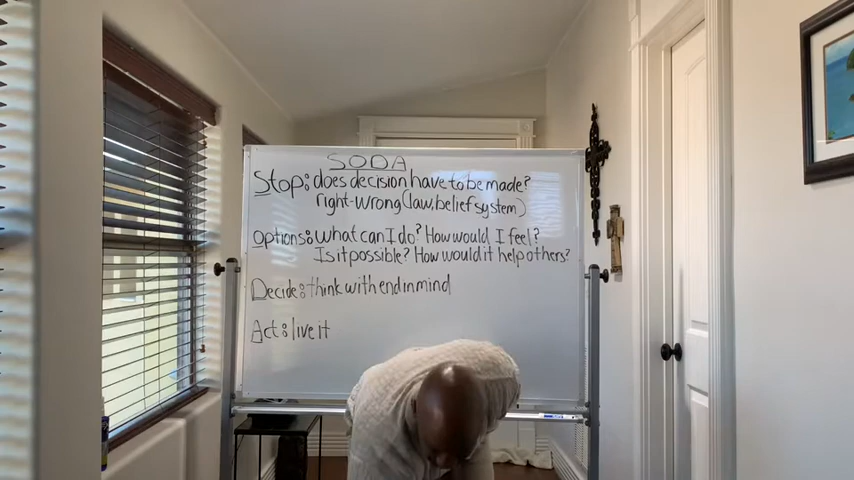 SODA
Stop: does decision have to be made?
right-wrong (law, belief system)
Options: what can I do? How would I feel?
Is it possible? How would it help others?
Decide: think with end in mind
Act: live it